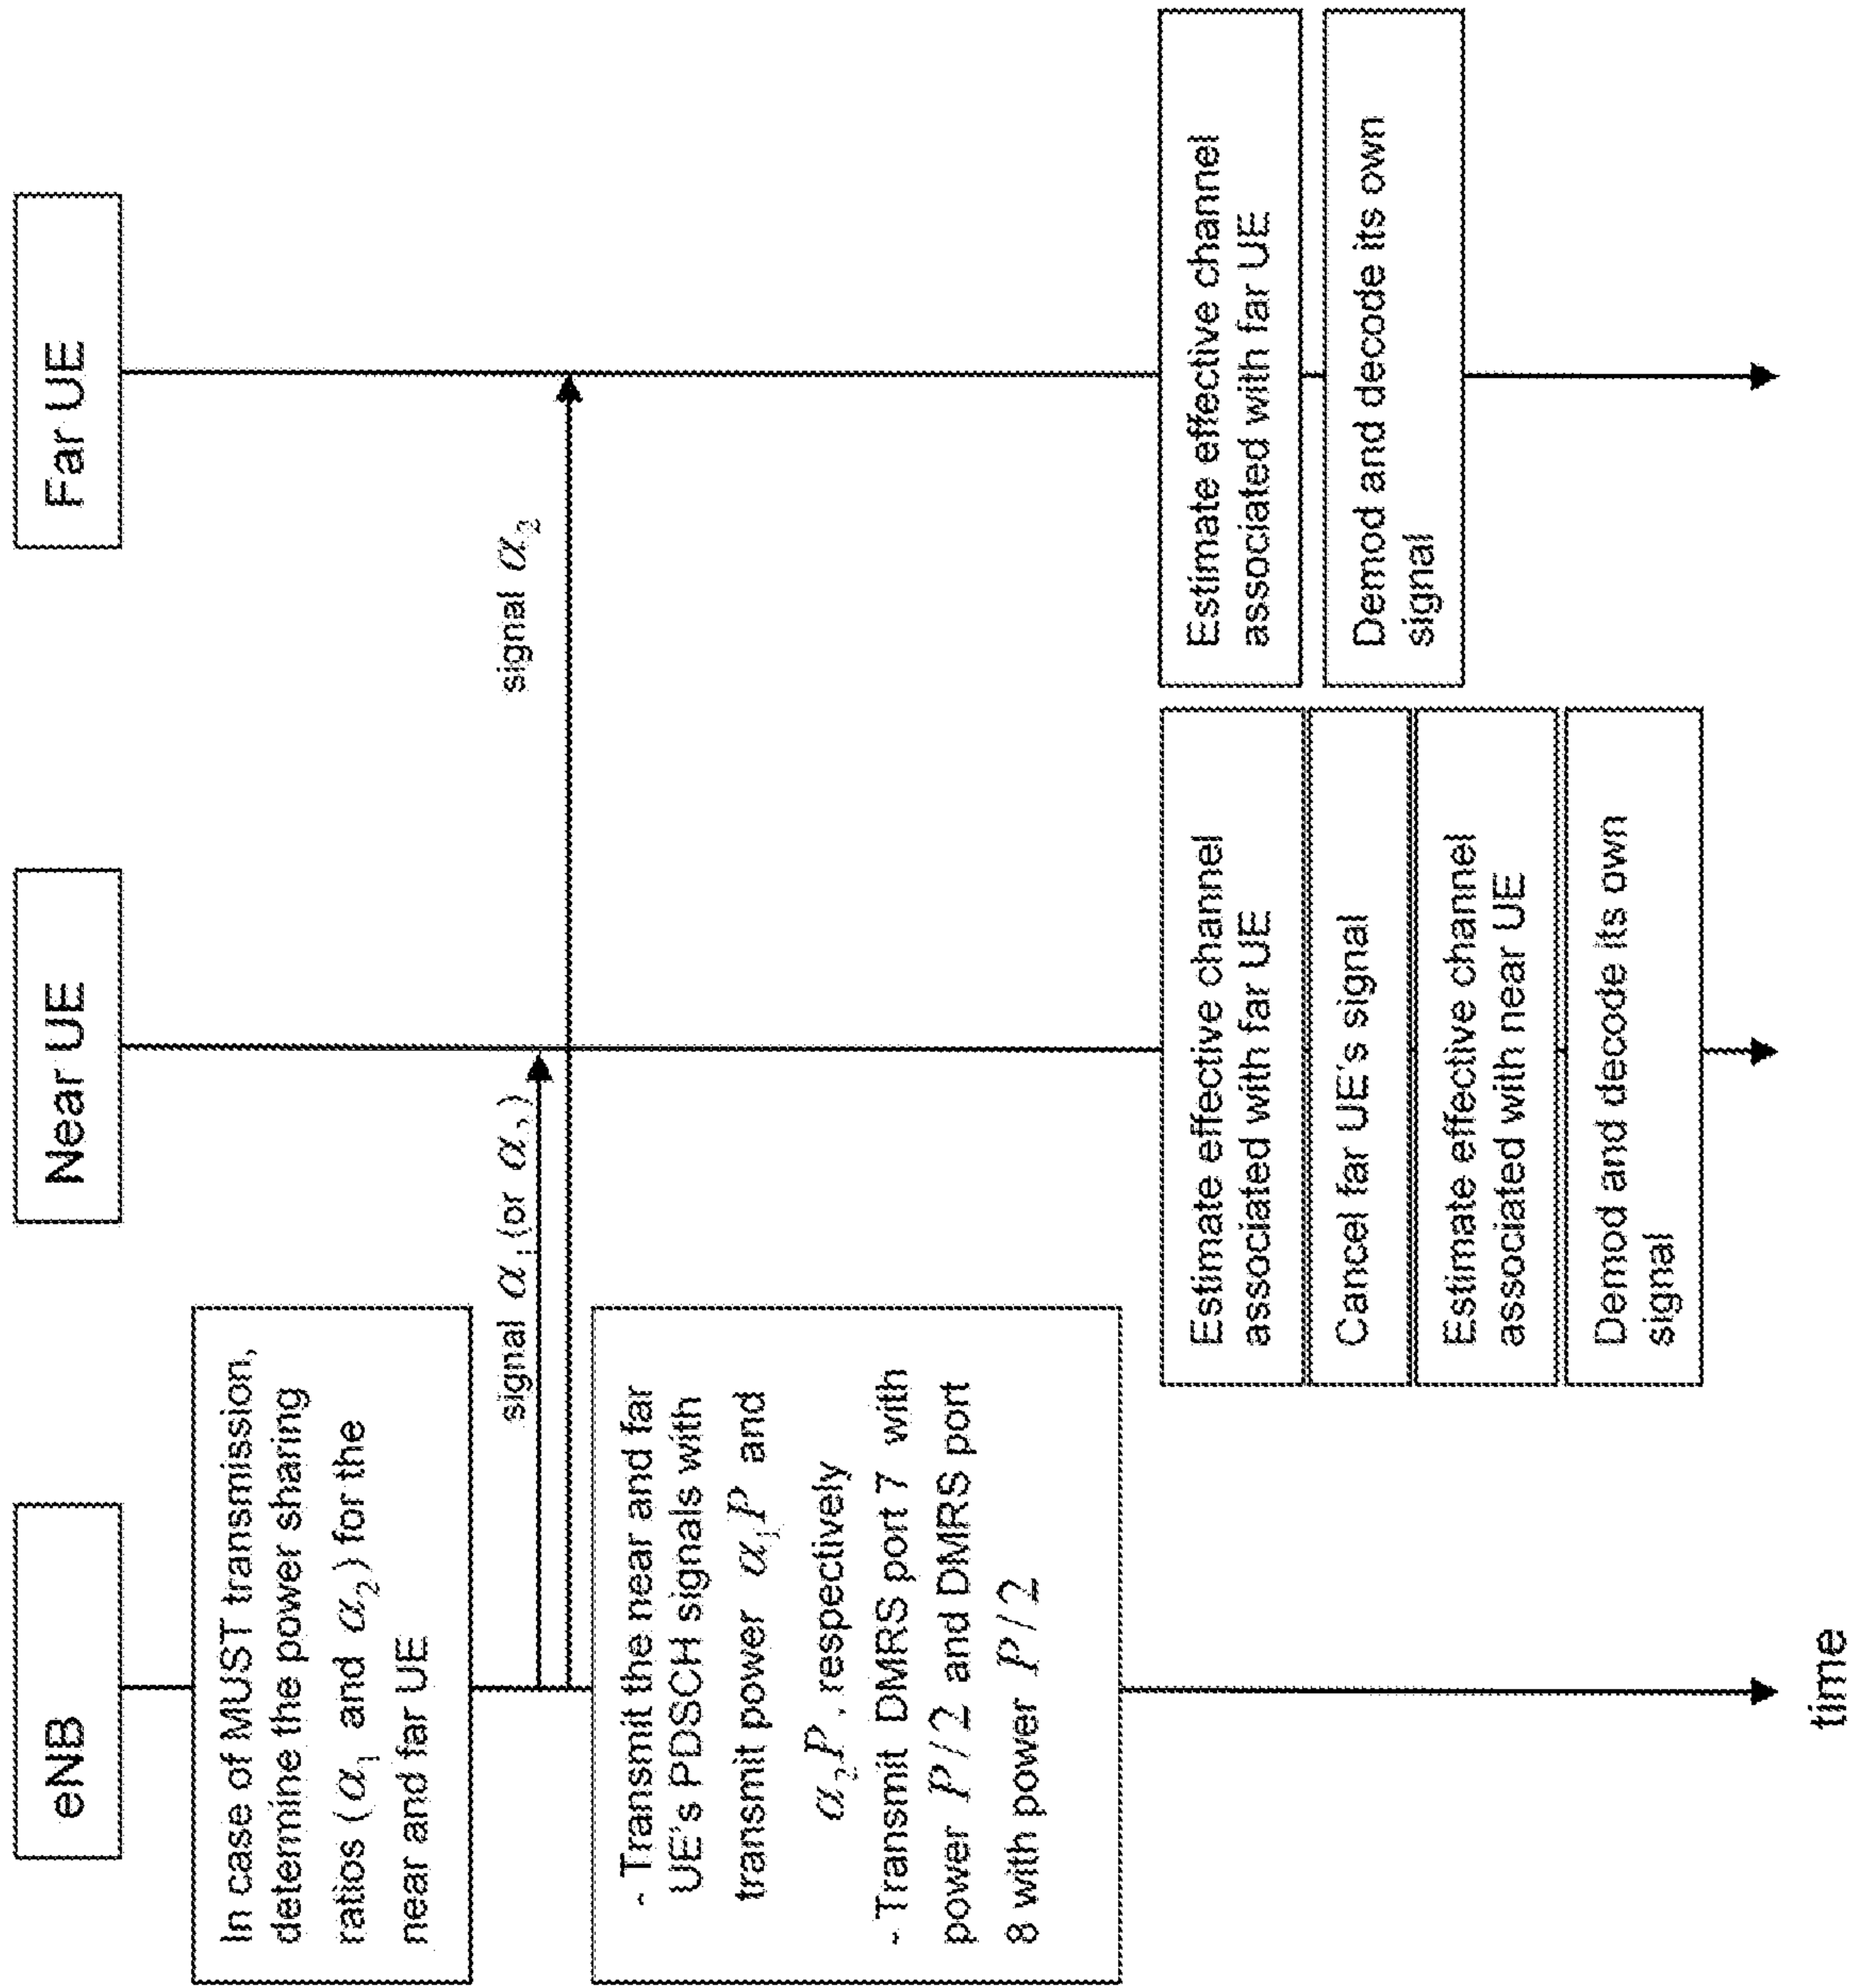 eNB
Near UE
Far UE
In case of MUST transmission,
determine the power sharing
ratios (α₁ and α₂) for the
near and far UE
signal α₁ (or α₂)
signal α₂
- Transmit the near and far
UE's PDSCH signals with
transmit power α₁P and
α₂P, respectively
- Transmit DMRS port 7 with
power P/2 and DMRS port
8 with power P/2
Estimate effective channel
associated with far UE
Cancel far UE's signal
Estimate effective channel
associated with near UE
Demod and decode its own
signal
Estimate effective channel
associated with far UE
Demod and decode its own
signal
time